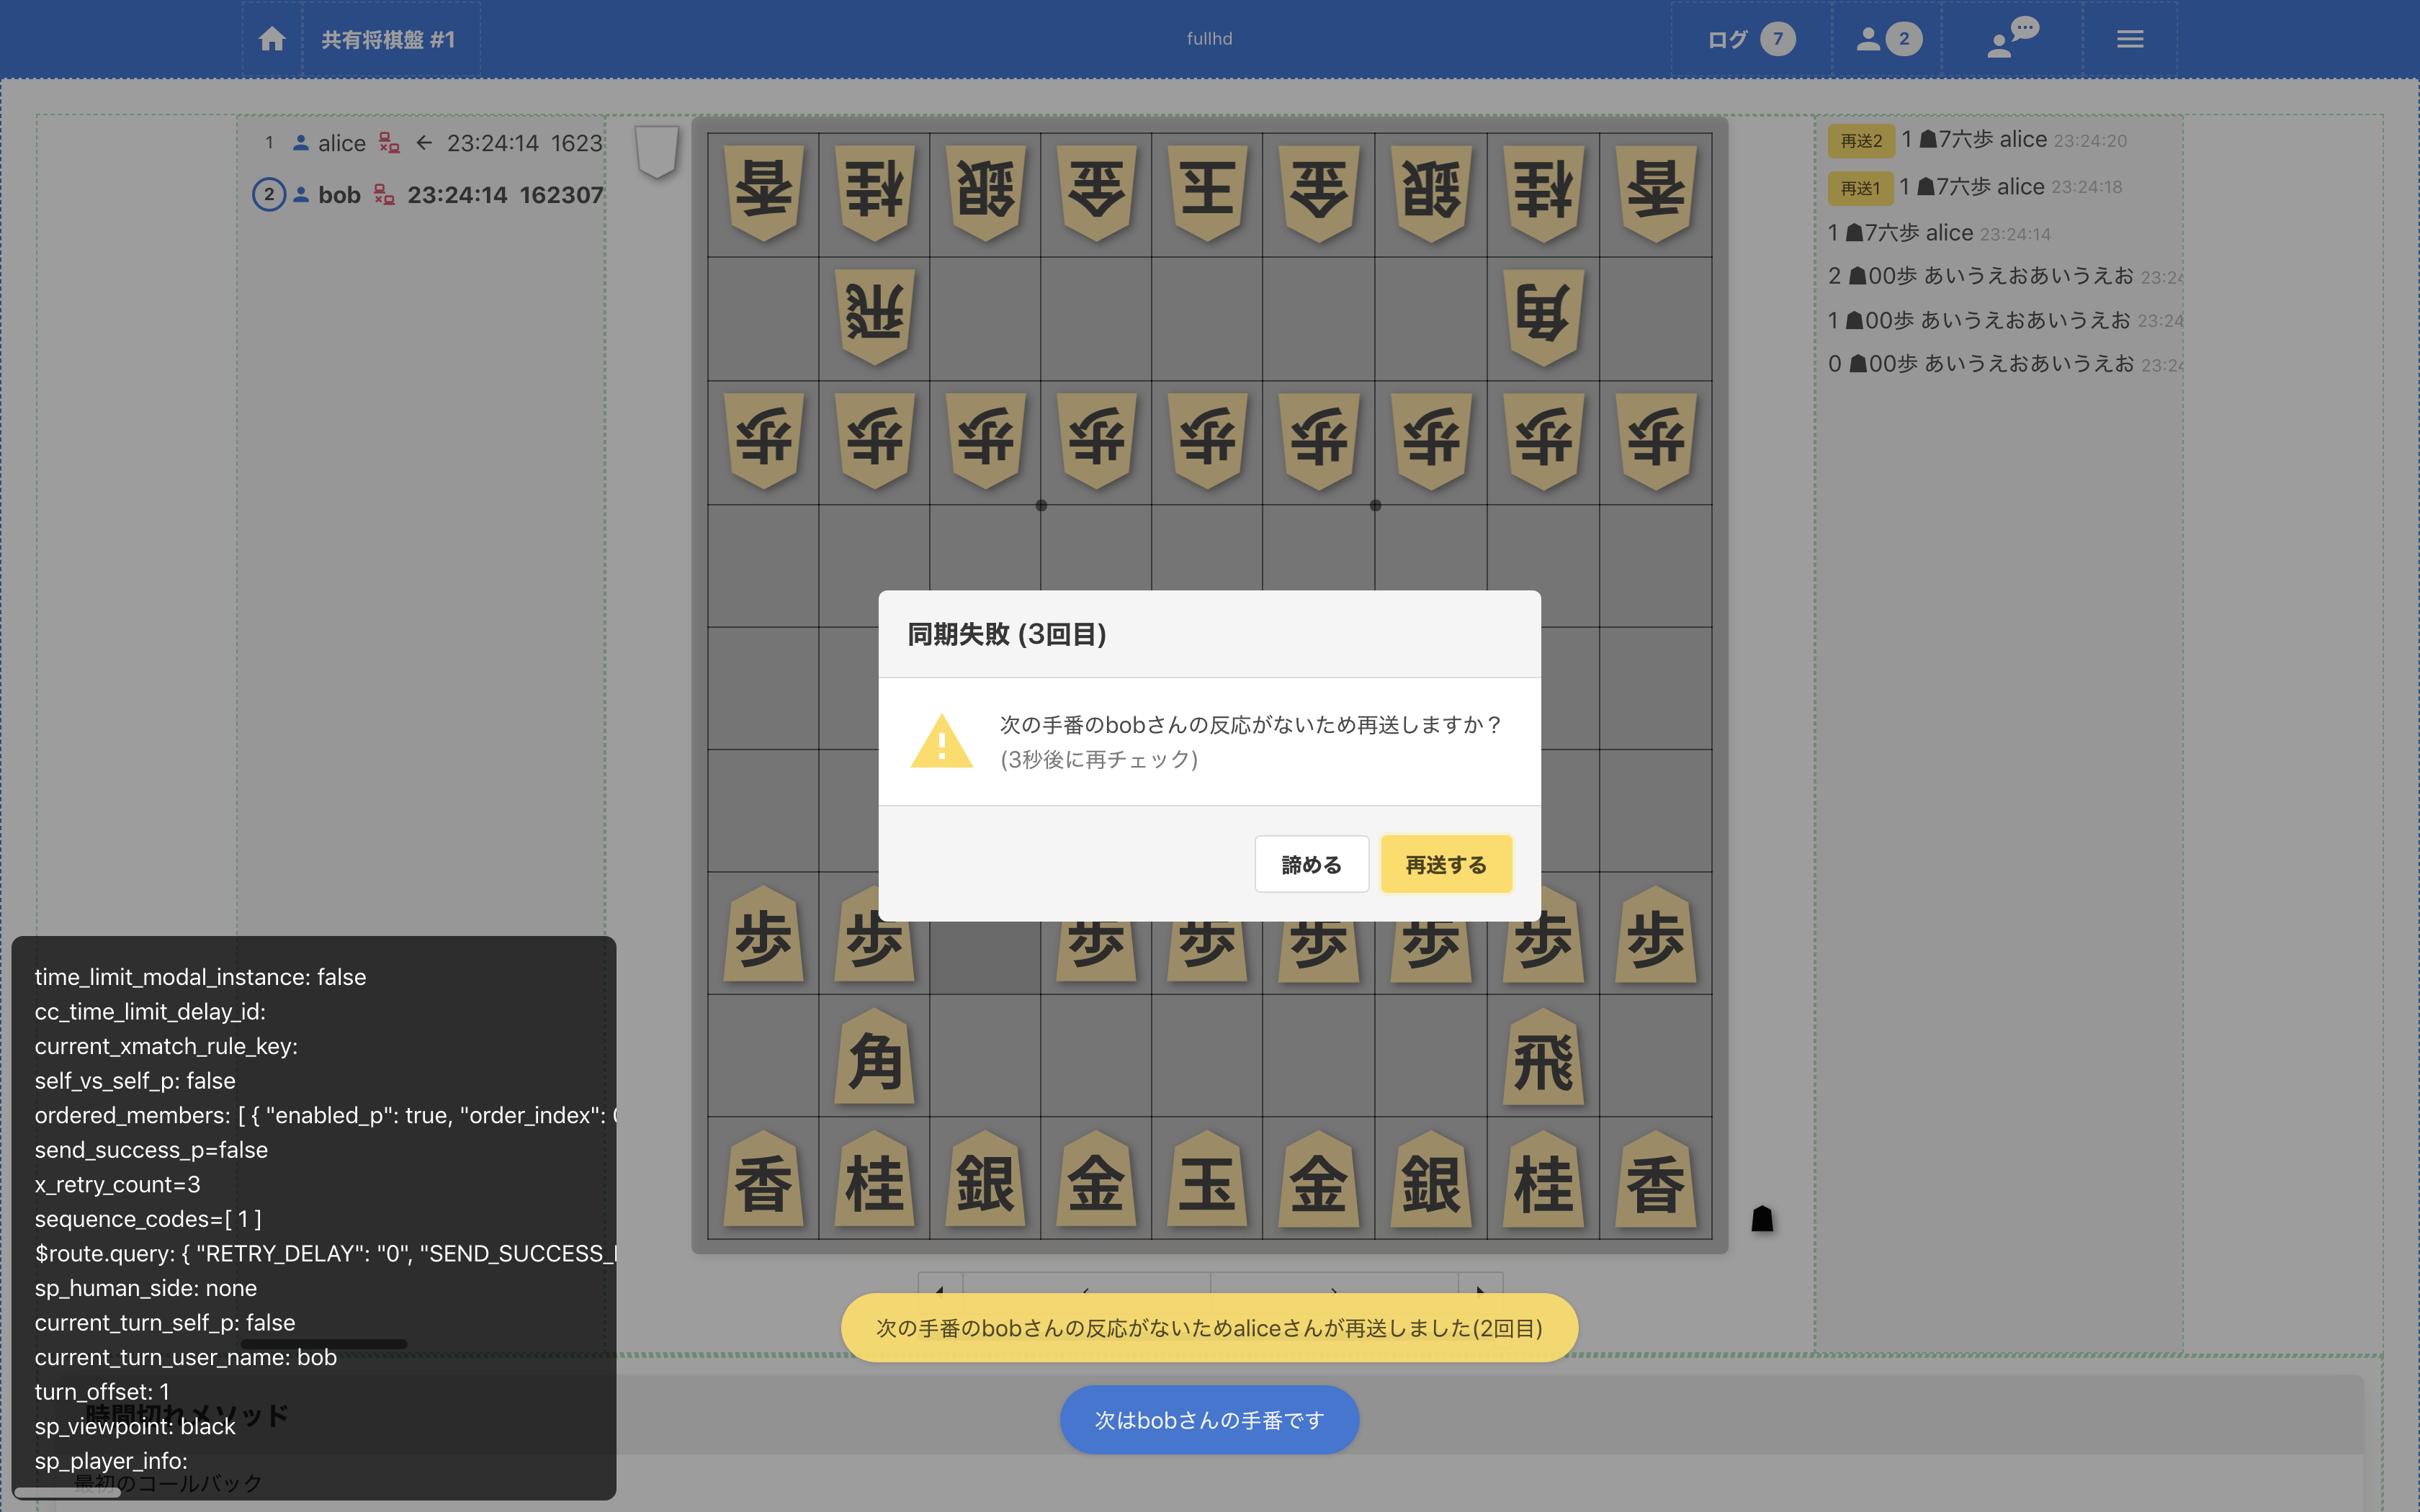 共有将棋盤 #1
fullhd
ログ 7
2
1 alice ← 23:24:14 1623
2 bob 23:24:14 162307
再送2 1 ☗7六歩 alice 23:24:20
再送1 1 ☗7六歩 alice 23:24:18
1 ☗7六歩 alice 23:24:14
2 ☗00歩 あいうえおあいうえお 23:24
1 ☗00歩 あいうえおあいうえお 23:24
0 ☗00歩 あいうえおあいうえお 23:24
香 桂 銀 金 玉 金 銀 桂 香
飛 角
歩 歩 歩 歩 歩 歩 歩 歩 歩
同期失敗 (3回目)
次の手番のbobさんの反応がないため再送しますか？
(3秒後に再チェック)
諦める 再送する
歩 歩 歩 歩 歩 歩 歩 歩
角 飛
香 桂 銀 金 玉 金 銀 桂 香
time_limit_modal_instance: false
cc_time_limit_delay_id:
current_xmatch_rule_key:
self_vs_self_p: false
ordered_members: [ { "enabled_p": true, "order_index":
send_success_p=false
x_retry_count=3
sequence_codes=[ 1 ]
$route.query: { "RETRY_DELAY": "0", "SEND_SUCCESS_
sp_human_side: none
current_turn_self_p: false
current_turn_user_name: bob
turn_offset: 1
sp_viewpoint: black
sp_player_info:
次の手番のbobさんの反応がないためaliceさんが再送しました(2回目)
次はbobさんの手番です
時間切れメソッド
最初のコールバック